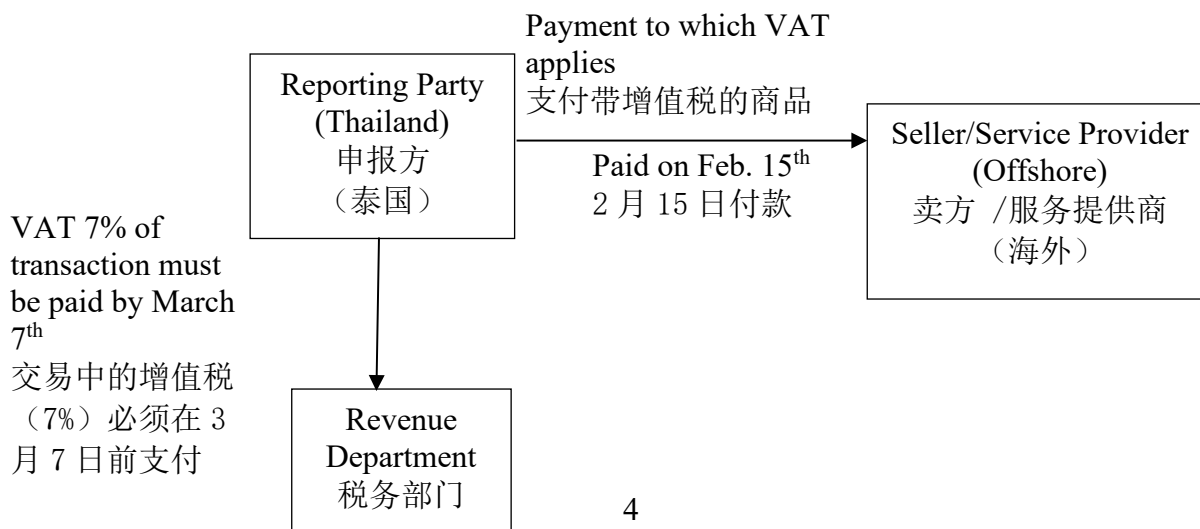 Payment to which VAT
applies
支付带增值税的商品
Reporting Party
(Thailand)
申报方
（泰国）
Paid on Feb. 15th
2 月 15 日付款
Seller/Service Provider
(Offshore)
卖方 /服务提供商
（海外）
VAT 7% of
transaction must
be paid by March
7th
交易中的增值税
（7%）必须在 3
月 7 日前支付
Revenue
Department
税务部门
4